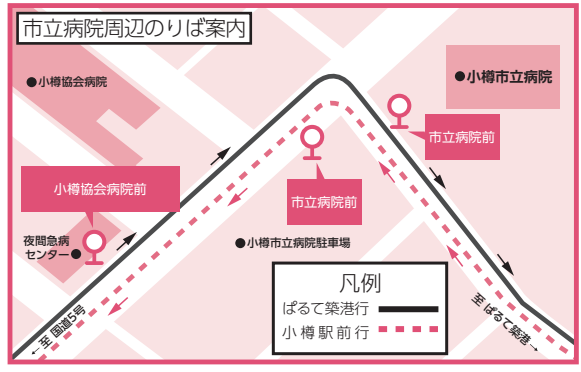 市立病院周辺のりば案内
●小樽協会病院
●小樽市立病院
市立病院前
小樽協会病院前
市立病院前
夜間急病
センター●
●小樽市立病院駐車場
凡例
ぱるて築港行
小樽駅前行
←至 国道5号
至 ぱるて築港→